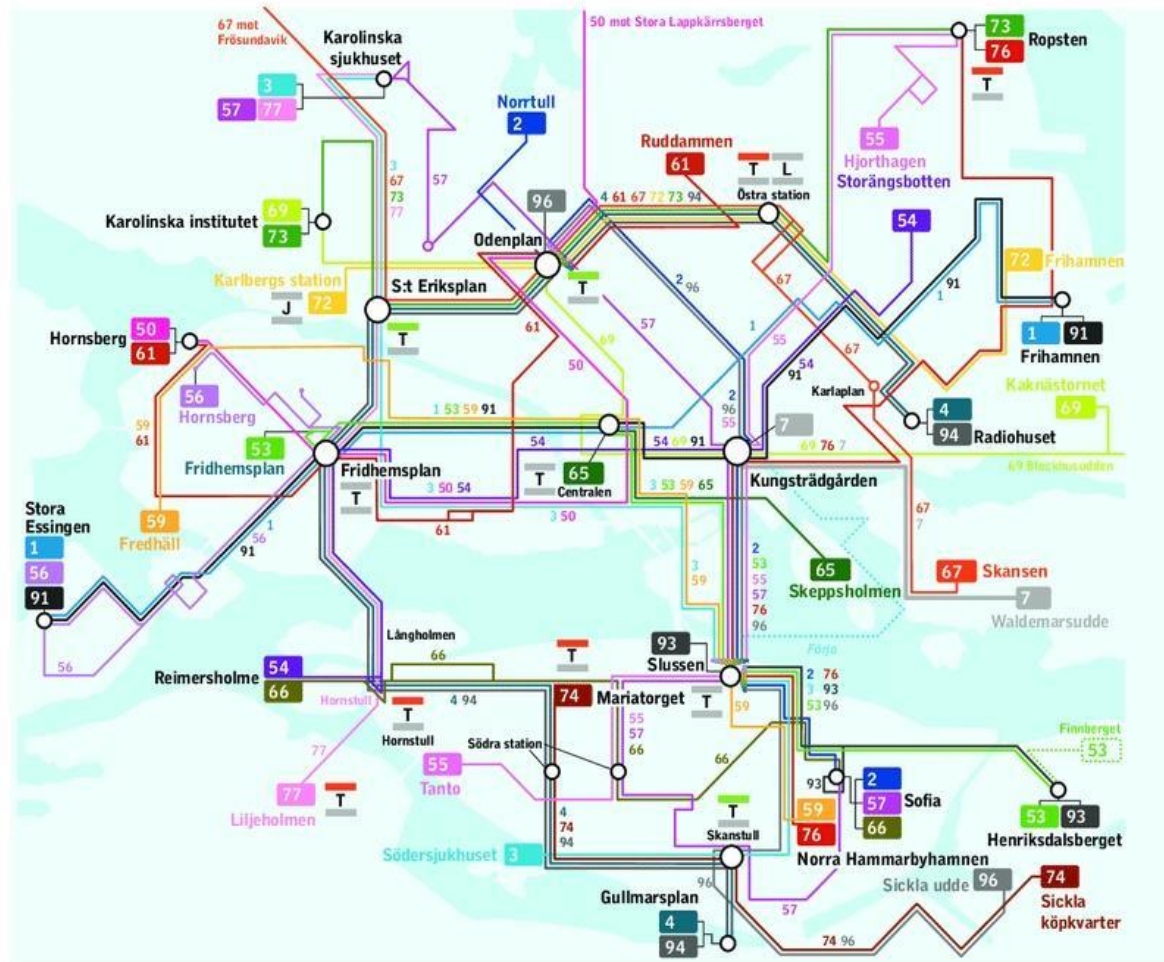 67 mot
Frösundavik
50 mot Stora Lappkärrsberget
Karolinska
sjukhuset
3
57 77
73
76
Ropsten
T
Norrtull
2
Ruddammen
61
T L
Östra station
55
Hjorthagen
Storängsbotten
3
67
73
77
57
96
4 61 67 72 73 94
54
Karolinska institutet
69
73
Odenplan
T
67
Karlbergs station
72
J
S:t Eriksplan
T
2
96
91
1
72
Frihamnen
1 91
Frihamnen
Hornsberg
50
61
61
57
1
55
69
50
67
54
91
Karlaplan
56
Hornsberg
2
96
55
Kaknästornet
69
59
61
1 53 59 91
7
4
94
Radiohuset
53
Fridhemsplan
54
54 69 91
69 76 7
69 Blockhusudden
Fridhemsplan
T
T
65
Centralen
Kungsträdgården
3 50 54
3 53 59 65
3 50
61
67
7
Stora
Essingen
1
56
91
59
Fredhäll
1
56
91
3
59
2
53
55
57
76
96
65
Skeppsholmen
67
Skansen
7
Waldemarsudde
Färja
56
Långholmen
66
T
93
Slussen
T
Reimersholme
54
66
Hornstull
T
Hornstull
4 94
74
Mariatorget
55
57
66
59
2 76
3 93
53 96
77
Södra station
66
Finnberget
53
55
Tanto
77
Liljeholmen
T
93
2
57
66
Sofia
T
Skanstull
59
76
Norra Hammarbyhamnen
53 93
Henriksdalsberget
4
74
94
Södersjukhuset
3
96
57
Sickla udde
96
74
Sickla
köpkvarter
Gullmarsplan
4
94
74 96